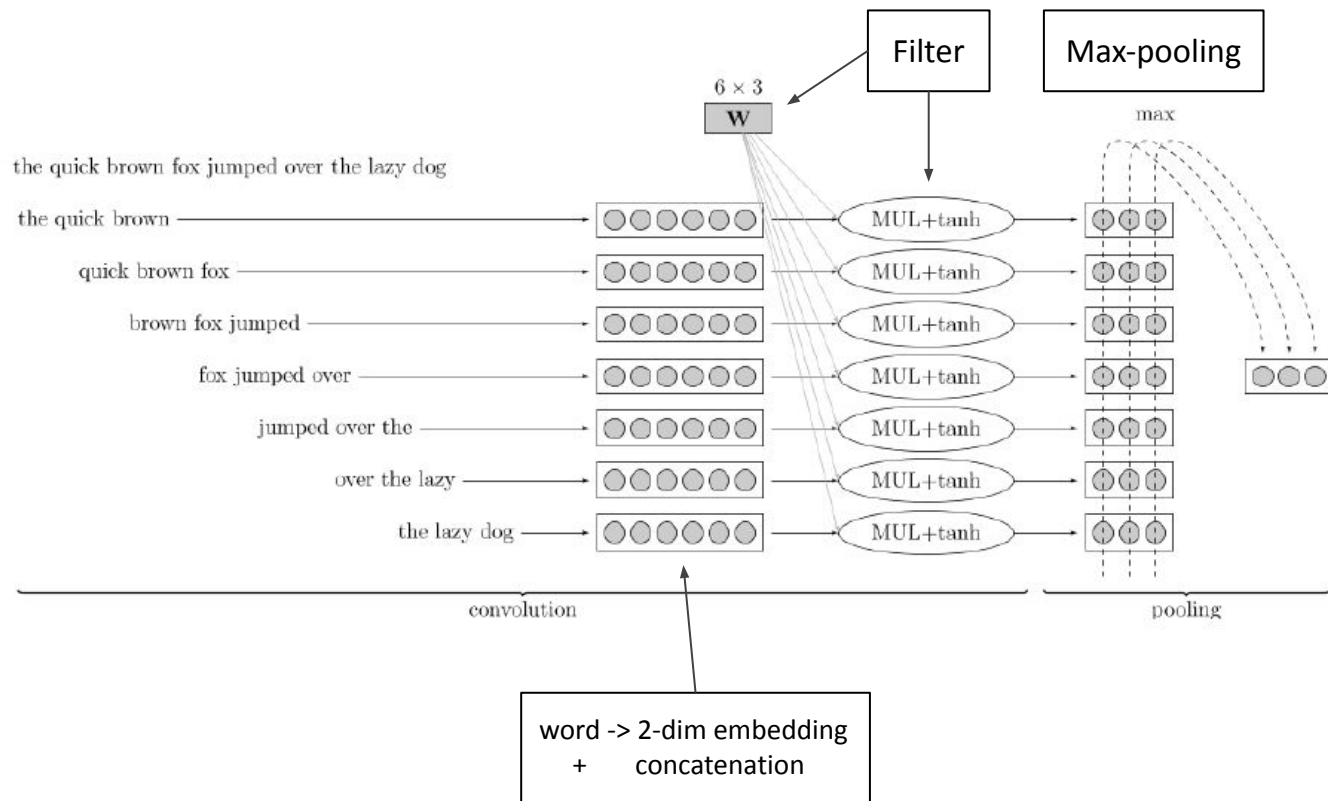 Filter
Max-pooling
6 × 3
W
max
the quick brown fox jumped over the lazy dog
the quick brown
MUL+tanh
quick brown fox
MUL+tanh
brown fox jumped
MUL+tanh
fox jumped over
MUL+tanh
jumped over the
MUL+tanh
over the lazy
MUL+tanh
the lazy dog
MUL+tanh
convolution
pooling
word -> 2-dim embedding
+ concatenation